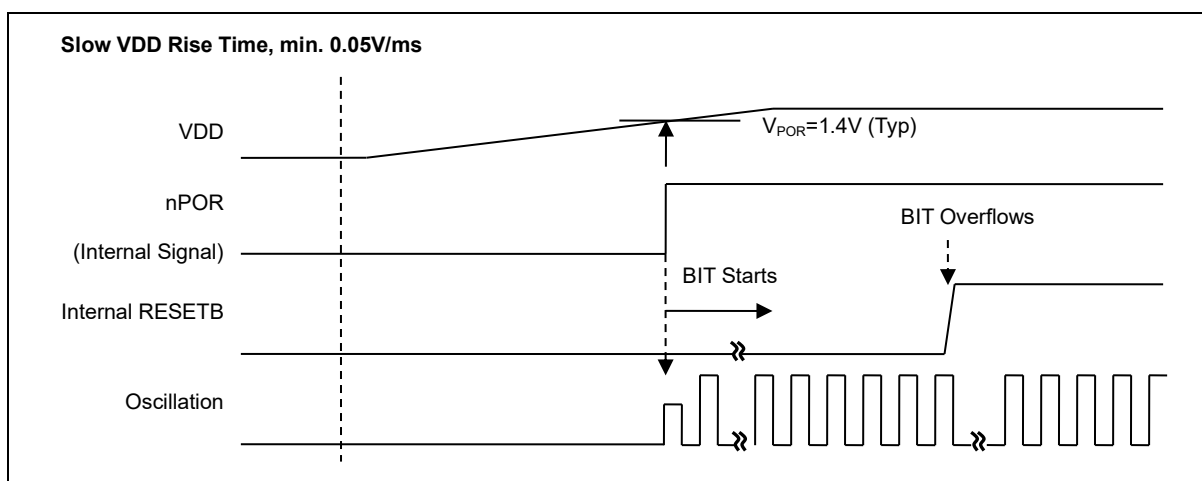 Slow VDD Rise Time, min. 0.05V/ms
VDD
VPOR=1.4V (Typ)
nPOR
BIT Overflows
(Internal Signal)
BIT Starts
Internal RESETB
Oscillation